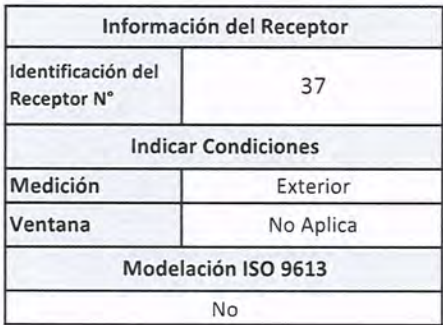 Información del Receptor
Identificación del
Receptor N° 37
Indicar Condiciones
Medición Exterior
Ventana No Aplica
Modelación ISO 9613
No